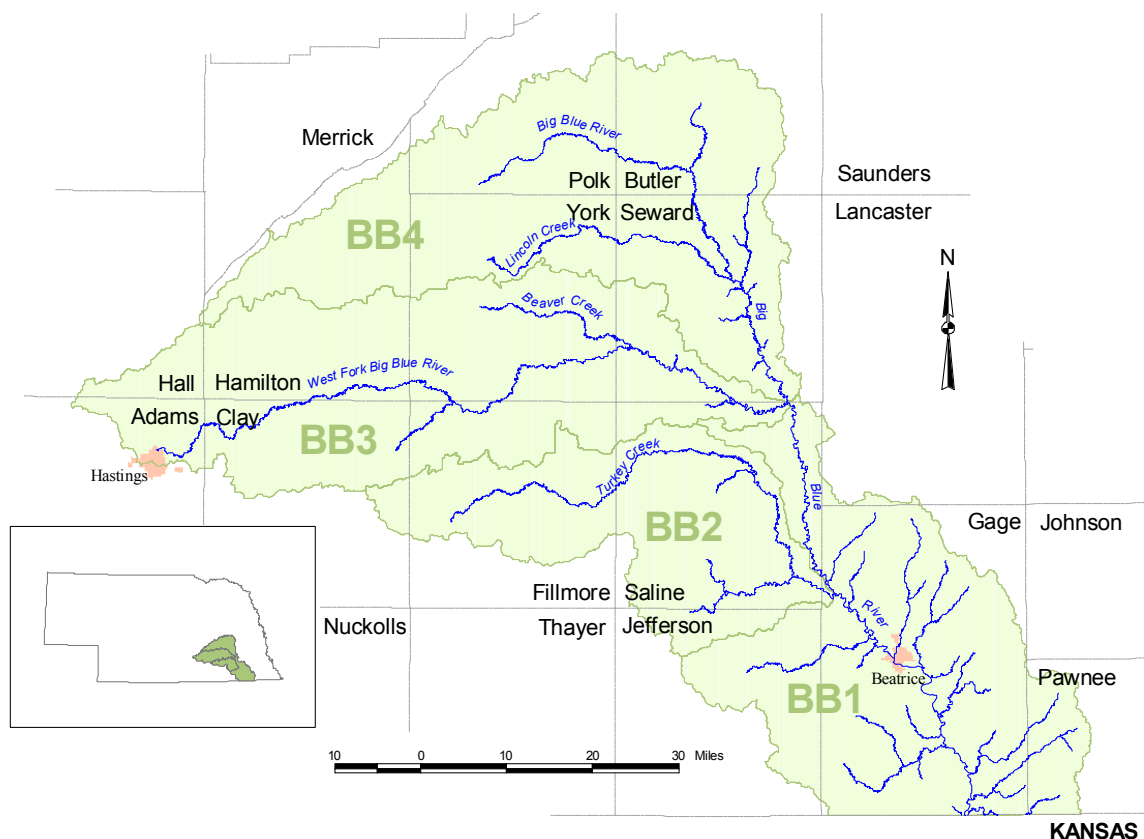 Merrick
Big Blue River
Polk Butler
Saunders
York Seward
Lancaster
BB4
Lincoln Creek
N
Beaver Creek
Big
Hall Hamilton
West Fork Big Blue River
Adams Clay
BB3
Hastings
Turkey Creek
Blue
BB2
Gage Johnson
Fillmore Saline
River
Nuckolls
Thayer Jefferson
Beatrice
Pawnee
BB1
10 0 10 20 30 Miles
KANSAS